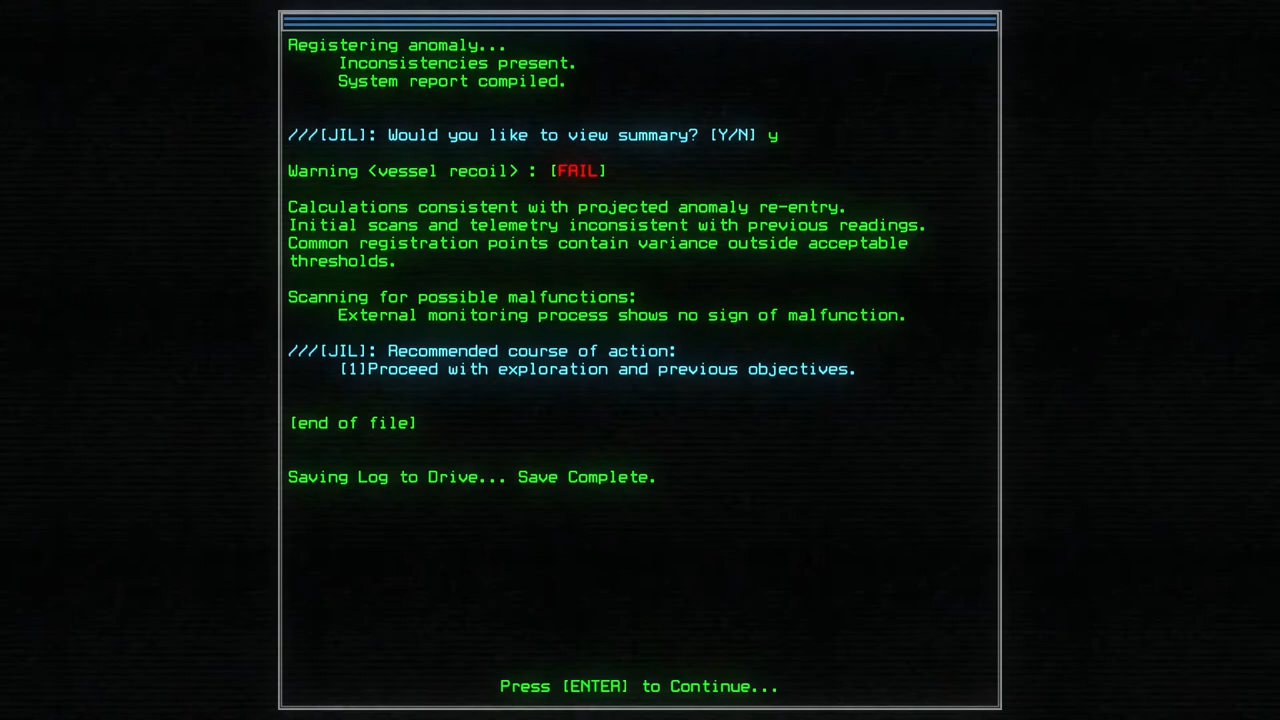 Registering anomaly...
Inconsistencies present.
System report compiled.
///[JIL]: Would you like to view summary? [Y/N] y
Warning <vessel recoil> : [FAIL]
Calculations consistent with projected anomaly re-entry.
Initial scans and telemetry inconsistent with previous readings.
Common registration points contain variance outside acceptable
thresholds.
Scanning for possible malfunctions:
External monitoring process shows no sign of malfunction.
///[JIL]: Recommended course of action:
[1]Proceed with exploration and previous objectives.
[end of file]
Saving Log to Drive... Save Complete.
Press [ENTER] to Continue...